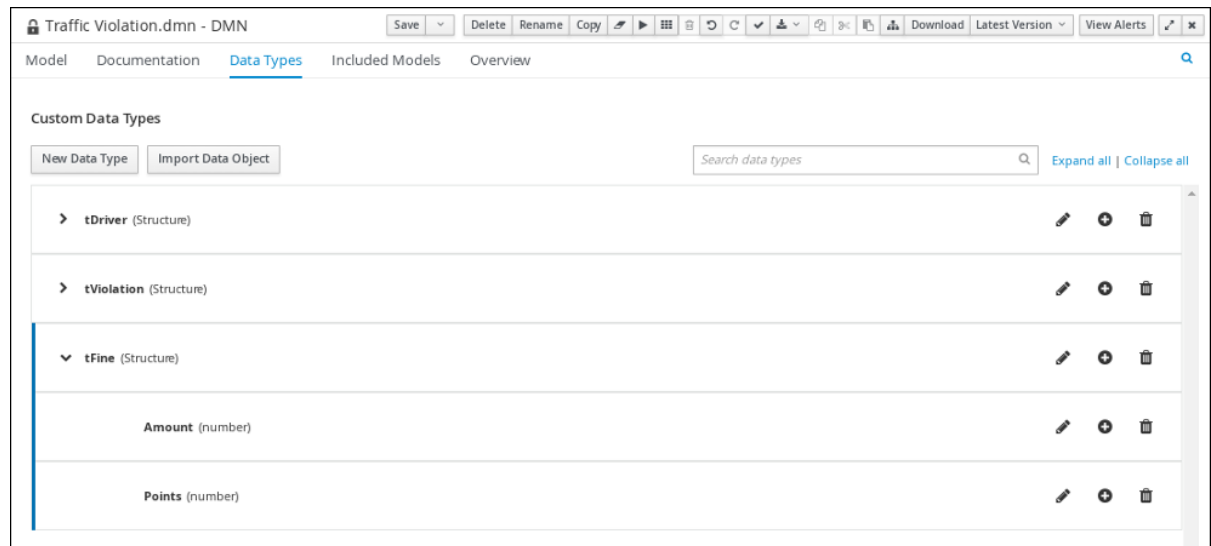 Traffic Violation.dmn - DMN Save Delete Rename Copy Download Latest Version View Alerts
Model Documentation Data Types Included Models Overview
Custom Data Types
New Data Type Import Data Object Search data types Expand all | Collapse all
tDriver (Structure)
tViolation (Structure)
tFine (Structure)
Amount (number)
Points (number)